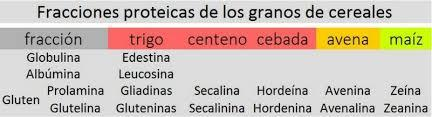 Fracciones proteicas de los granos de cereales
fracción trigo centeno cebada avena maíz
Globulina Edestina
Albúmina Leucosina
Gluten Prolamina Gliadinas Secalina Hordeína Avenina Zeína
Glutelina Gluteninas Secalinina Hordenina Avenalina Zeanina